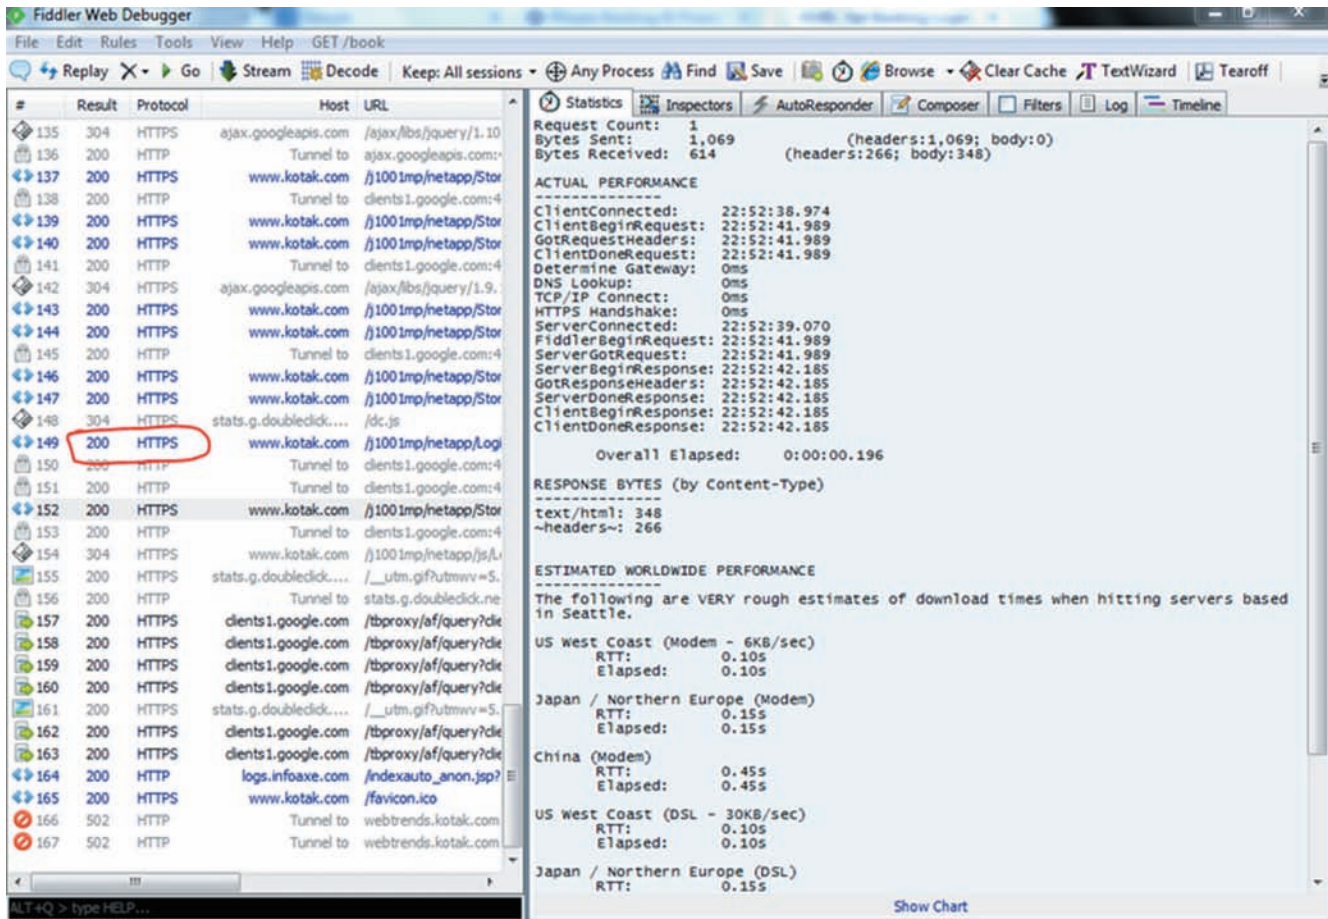 Fiddler Web Debugger
File Edit Rules Tools View Help GET /book
Replay X Go Stream Decode Keep: All sessions Any Process Find Save Browse Clear Cache TextWizard Tearoff
# Result Protocol Host URL
135 304 HTTPS ajax.googleapis.com /ajax/libs/jquery/1.10
136 200 HTTP Tunnel to ajax.googleapis.com:
137 200 HTTPS www.kotak.com /j1001mp/netapp/Stor
138 200 HTTP Tunnel to clients1.google.com:4
139 200 HTTPS www.kotak.com /j1001mp/netapp/Stor
140 200 HTTPS www.kotak.com /j1001mp/netapp/Stor
141 200 HTTP Tunnel to clients1.google.com:4
142 304 HTTPS ajax.googleapis.com /ajax/libs/jquery/1.9.
143 200 HTTPS www.kotak.com /j1001mp/netapp/Stor
144 200 HTTPS www.kotak.com /j1001mp/netapp/Stor
145 200 HTTP Tunnel to clients1.google.com:4
146 200 HTTPS www.kotak.com /j1001mp/netapp/Stor
147 200 HTTPS www.kotak.com /j1001mp/netapp/Stor
148 304 HTTPS stats.g.doubleclick.... /dc.js
149 200 HTTPS www.kotak.com /j1001mp/netapp/Logi
150 200 HTTP Tunnel to clients1.google.com:4
151 200 HTTP Tunnel to clients1.google.com:4
152 200 HTTPS www.kotak.com /j1001mp/netapp/Stor
153 200 HTTP Tunnel to clients1.google.com:4
154 304 HTTPS www.kotak.com /j1001mp/netapp/js/L
155 200 HTTPS stats.g.doubleclick.... /__utm.gif?utmwv=5.
156 200 HTTP Tunnel to stats.g.doubleclick.ne
157 200 HTTPS clients1.google.com /tbproxy/af/query?clie
158 200 HTTPS clients1.google.com /tbproxy/af/query?clie
159 200 HTTPS clients1.google.com /tbproxy/af/query?clie
160 200 HTTPS clients1.google.com /tbproxy/af/query?clie
161 200 HTTPS stats.g.doubleclick.... /__utm.gif?utmwv=5.
162 200 HTTPS clients1.google.com /tbproxy/af/query?clie
163 200 HTTPS clients1.google.com /tbproxy/af/query?clie
164 200 HTTP logs.infoaxe.com /indexauto_anon.jsp?
165 200 HTTPS www.kotak.com /favicon.ico
166 502 HTTP Tunnel to webtrends.kotak.com
167 502 HTTP Tunnel to webtrends.kotak.com
ALT+Q > type HELP...
Statistics Inspectors AutoResponder Composer Filters Log Timeline
Request Count: 1
Bytes Sent: 1,069 (headers:1,069; body:0)
Bytes Received: 614 (headers:266; body:348)
ACTUAL PERFORMANCE
--------------
ClientConnected: 22:52:38.974
ClientBeginRequest: 22:52:41.989
GotRequestHeaders: 22:52:41.989
ClientDoneRequest: 22:52:41.989
Determine Gateway: 0ms
DNS Lookup: 0ms
TCP/IP Connect: 0ms
HTTPS Handshake: 0ms
ServerConnected: 22:52:39.070
FiddlerBeginRequest: 22:52:41.989
ServerGotRequest: 22:52:41.989
ServerBeginResponse: 22:52:42.185
GotResponseHeaders: 22:52:42.185
ServerDoneResponse: 22:52:42.185
ClientBeginResponse: 22:52:42.185
ClientDoneResponse: 22:52:42.185
Overall Elapsed: 0:00:00.196
RESPONSE BYTES (by Content-Type)
--------------
text/html: 348
~headers~: 266
ESTIMATED WORLDWIDE PERFORMANCE
--------------
The following are VERY rough estimates of download times when hitting servers based
in Seattle.
US West Coast (Modem - 6KB/sec)
RTT: 0.10s
Elapsed: 0.10s
Japan / Northern Europe (Modem)
RTT: 0.15s
Elapsed: 0.15s
China (Modem)
RTT: 0.45s
Elapsed: 0.45s
US West Coast (DSL - 30KB/sec)
RTT: 0.10s
Elapsed: 0.10s
Japan / Northern Europe (DSL)
RTT: 0.15s
Show Chart